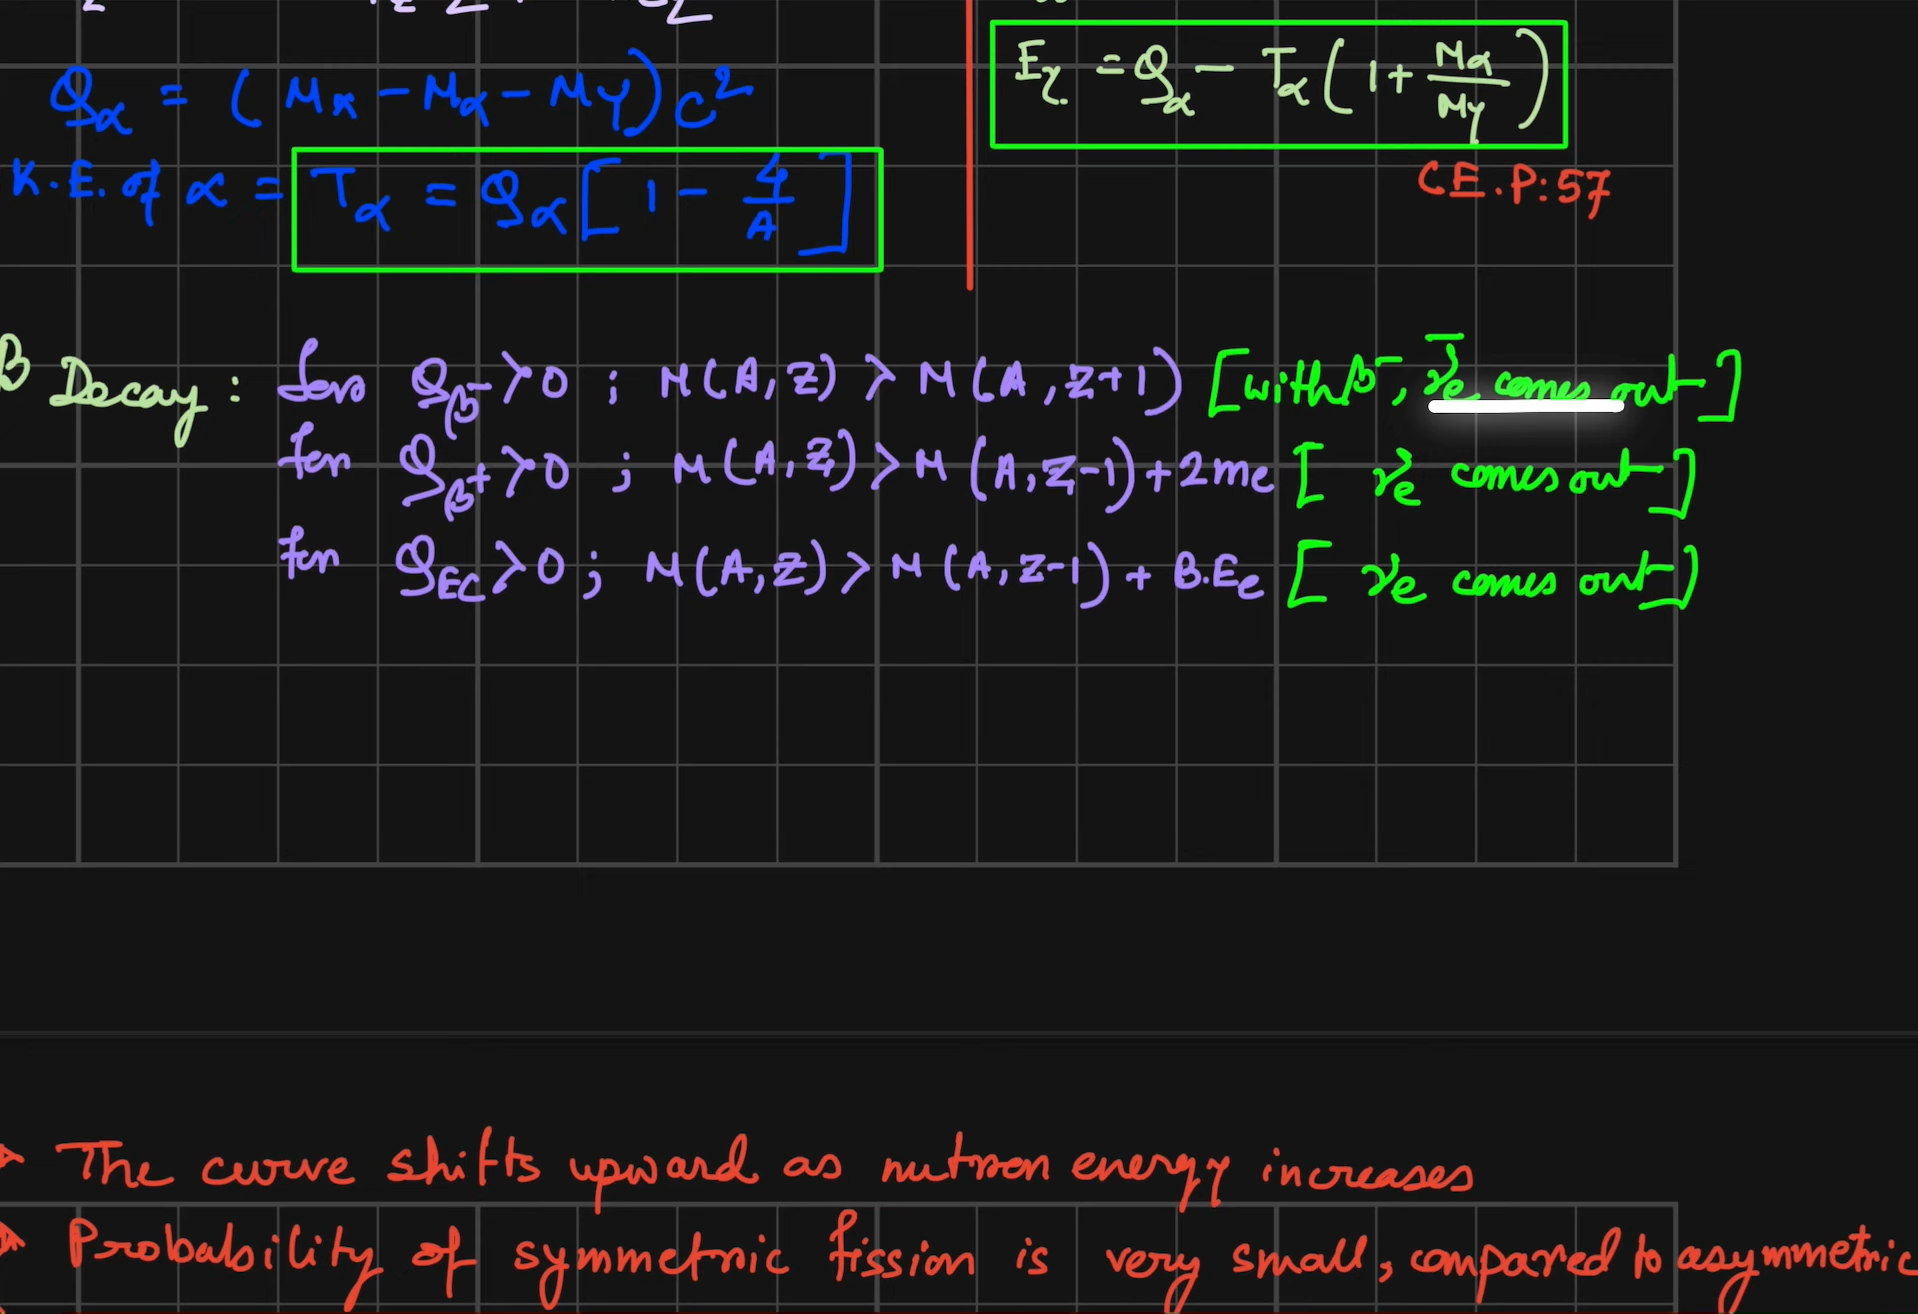 Qα = (Mx - Mα - My) c²
K.E. of α = Tα = Qα [1 - 4/A]
Eγ = Qα - Tα (1 + Mα/My)
C.E. P:57
β Decay : for Qβ⁻ > 0 ; M(A, Z) > M(A, Z+1) [with β⁻, ν̄e comes out]
for Qβ⁺ > 0 ; M(A, Z) > M(A, Z-1) + 2me [ νe comes out]
for QEC > 0 ; M(A, Z) > M(A, Z-1) + B.Ee [ νe comes out]
The curve shifts upward as nutron energy increases
Probability of symmetric fission is very small, compared to asymmetric